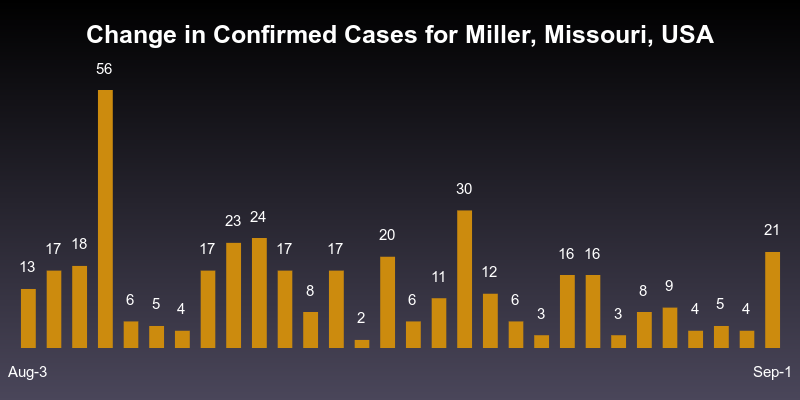 Change in Confirmed Cases for Miller, Missouri, USA
13 17 18 56 6 5 4 17 23 24 17 8 17 2 20 6 11 30 12 6 3 16 16 3 8 9 4 5 4 21
Aug-3 Sep-1